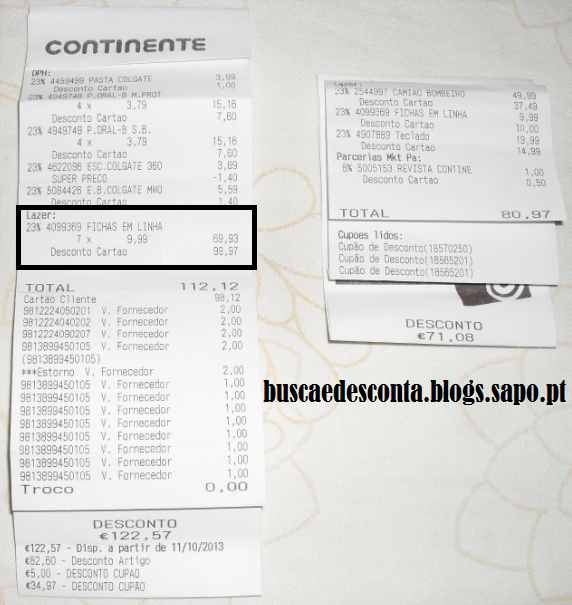 CONTINENTE
DPH:
23% 4459499 PASTA COLGATE 3,99
Desconto Cartao 1,00
23% 4949749 P.ORAL-B M.PROT
4 x 3,79 15,16
Desconto Cartao 7,60
23% 4949749 P.ORAL-B S.B.
4 x 3,79 15,16
Desconto Cartao 7,60
23% 4622096 ESC.COLGATE 360 3,69
SUPER PRECO -1,40
23% 5084426 E.B.COLGATE MWO 5,59
Desconto Cartao 1,40
Lazer:
23% 4099369 FICHAS EM LINHA
7 x 9,99 69,93
Desconto Cartao 99,97
TOTAL 112,12
Cartão Cliente 98,12
9812224050201 V. Fornecedor 2,00
9812224040202 V. Fornecedor 2,00
9812224090207 V. Fornecedor 2,00
9813899450105 V. Fornecedor 2,00
(9813899450105)
***Estorno V. Fornecedor 2,00
9813899450105 V. Fornecedor 1,00
9813899450105 V. Fornecedor 1,00
9813899450105 V. Fornecedor 1,00
9813899450105 V. Fornecedor 1,00
9813899450105 V. Fornecedor 1,00
9813899450105 V. Fornecedor 1,00
9813899450105 V. Fornecedor 1,00
9813899450105 V. Fornecedor 1,00
Troco 0,00
DESCONTO
€122,57
€122,57 - Disp. a partir de 11/10/2013
€82,60 - Desconto Artigo
€5,00 - DESCONTO CUPAO
€34,97 - DESCONTO CUPÃO
Lazer:
23% 2544997 CAMIAO BOMBEIRO 49,99
Desconto Cartao 37,49
23% 4099369 FICHAS EM LINHA 9,99
Desconto Cartao 10,00
23% 4907889 Teclado 19,99
Desconto Cartao 14,99
Parcerias Mkt Pa:
6% 5005153 REVISTA CONTINE 1,00
Desconto Cartao 0,50
TOTAL 80,97
Cupoes lidos:
Cupão de Desconto(18570250)
Cupão de Desconto(18565201)
Cupão de Desconto(18565201)
DESCONTO
€71,08
buscaedesconta.blogs.sapo.pt